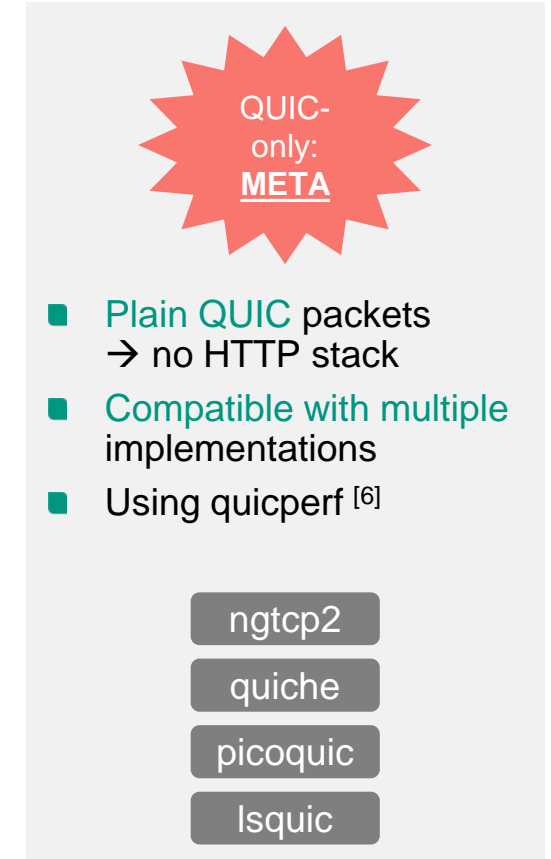 QUIC-
only:
META
Plain QUIC packets
→ no HTTP stack
Compatible with multiple
implementations
Using quicperf [6]
ngtcp2
quiche
picoquic
lsquic